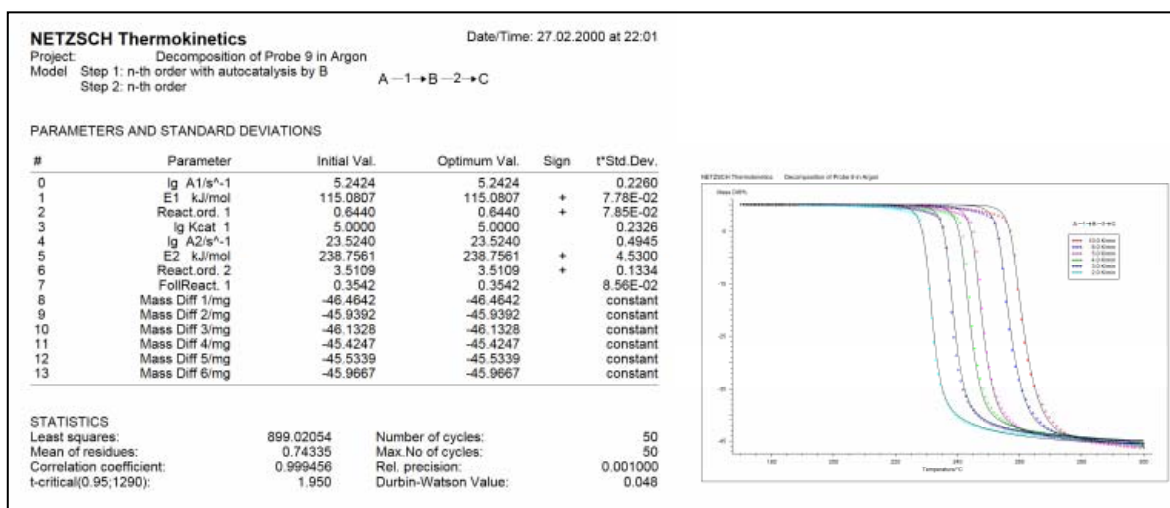 NETZSCH Thermokinetics Date/Time: 27.02.2000 at 22:01
Project: Decomposition of Probe 9 in Argon
Model Step 1: n-th order with autocatalysis by B
Step 2: n-th order
A—1→B—2→C
PARAMETERS AND STANDARD DEVIATIONS
# Parameter Initial Val. Optimum Val. Sign t*Std.Dev.
0 lg A1/s^-1 5.2424 5.2424 0.2260
1 E1 kJ/mol 115.0807 115.0807 + 7.78E-02
2 React.ord. 1 0.6440 0.6440 + 7.85E-02
3 lg Kcat 1 5.0000 5.0000 0.2326
4 lg A2/s^-1 23.5240 23.5240 0.4945
5 E2 kJ/mol 238.7561 238.7561 + 4.5300
6 React.ord. 2 3.5109 3.5109 + 0.1334
7 FollReact. 1 0.3542 0.3542 8.56E-02
8 Mass Diff 1/mg -46.4642 -46.4642 constant
9 Mass Diff 2/mg -45.9392 -45.9392 constant
10 Mass Diff 3/mg -46.1328 -46.1328 constant
11 Mass Diff 4/mg -45.4247 -45.4247 constant
12 Mass Diff 5/mg -45.5339 -45.5339 constant
13 Mass Diff 6/mg -45.9667 -45.9667 constant
STATISTICS
Least squares: 899.02054 Number of cycles: 50
Mean of residues: 0.74335 Max.No of cycles: 50
Correlation coefficient: 0.999456 Rel. precision: 0.001000
t-critical(0.95;1290): 1.950 Durbin-Watson Value: 0.048
NETZSCH Thermokinetics Decomposition of Probe 9 in Argon
Mass Diff/%
A—1→B—2→C
Temperature/°C